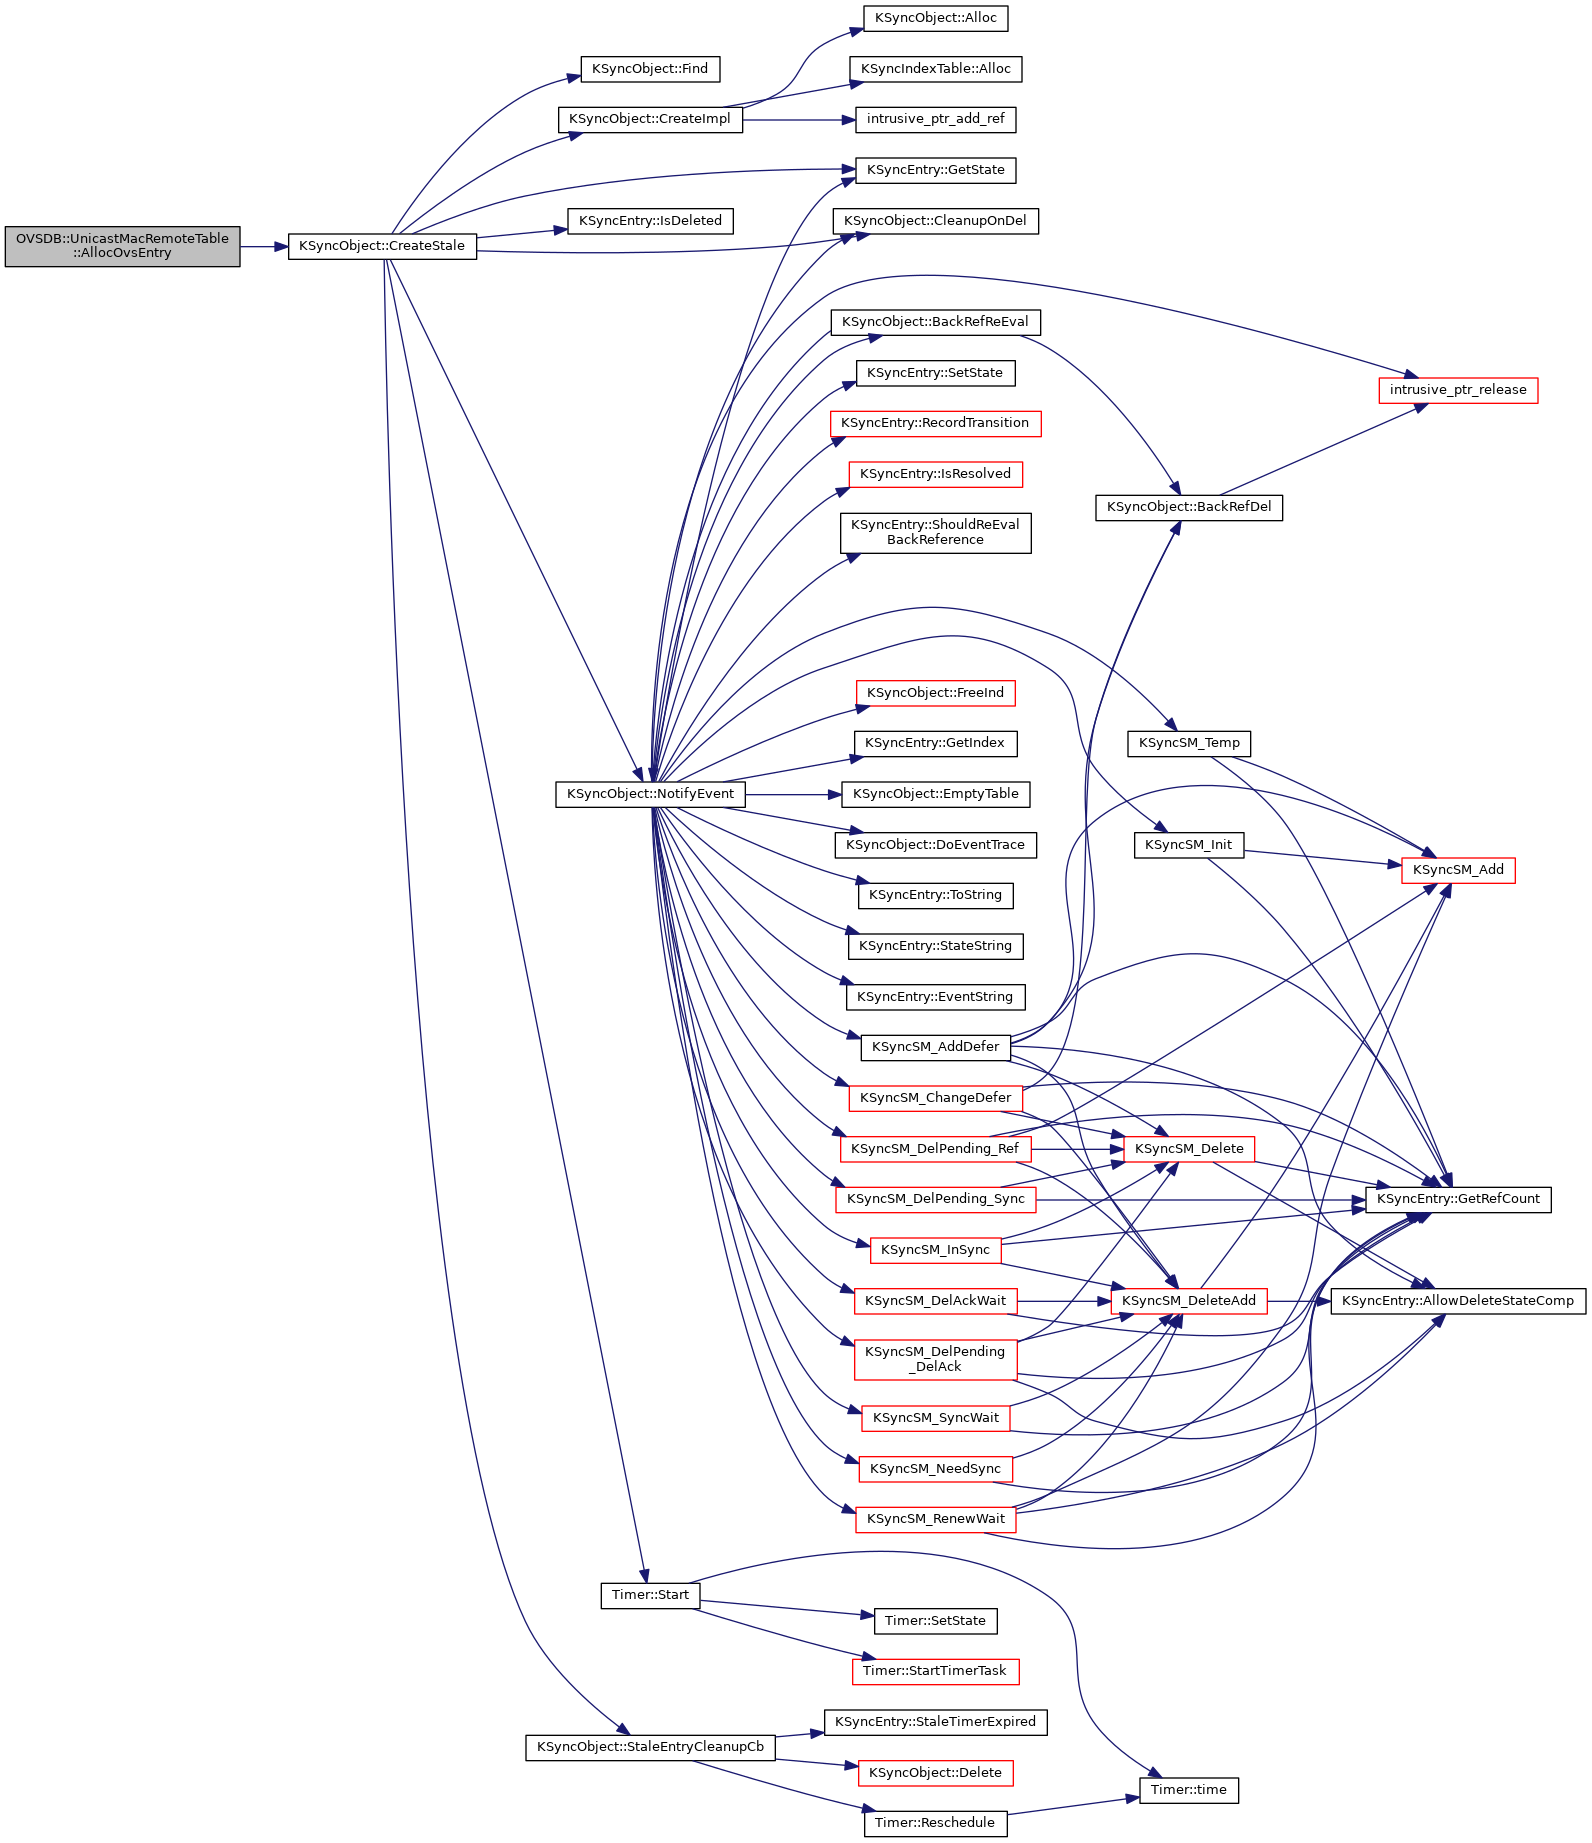 KSyncObject::Alloc
KSyncObject::Find
KSyncIndexTable::Alloc
KSyncObject::CreateImpl
intrusive_ptr_add_ref
KSyncEntry::GetState
KSyncEntry::IsDeleted
KSyncObject::CleanupOnDel
OVSDB::UnicastMacRemoteTable
::AllocOvsEntry
KSyncObject::CreateStale
KSyncObject::BackRefReEval
KSyncEntry::SetState
intrusive_ptr_release
KSyncEntry::RecordTransition
KSyncEntry::IsResolved
KSyncObject::BackRefDel
KSyncEntry::ShouldReEval
BackReference
KSyncObject::FreeInd
KSyncEntry::GetIndex
KSyncSM_Temp
KSyncObject::NotifyEvent
KSyncObject::EmptyTable
KSyncObject::DoEventTrace
KSyncSM_Init
KSyncSM_Add
KSyncEntry::ToString
KSyncEntry::StateString
KSyncEntry::EventString
KSyncSM_AddDefer
KSyncSM_ChangeDefer
KSyncSM_DelPending_Ref
KSyncSM_Delete
KSyncSM_DelPending_Sync
KSyncEntry::GetRefCount
KSyncSM_InSync
KSyncSM_DelAckWait
KSyncSM_DeleteAdd
KSyncEntry::AllowDeleteStateComp
KSyncSM_DelPending
_DelAck
KSyncSM_SyncWait
KSyncSM_NeedSync
KSyncSM_RenewWait
Timer::Start
Timer::SetState
Timer::StartTimerTask
KSyncEntry::StaleTimerExpired
KSyncObject::StaleEntryCleanupCb
KSyncObject::Delete
Timer::time
Timer::Reschedule